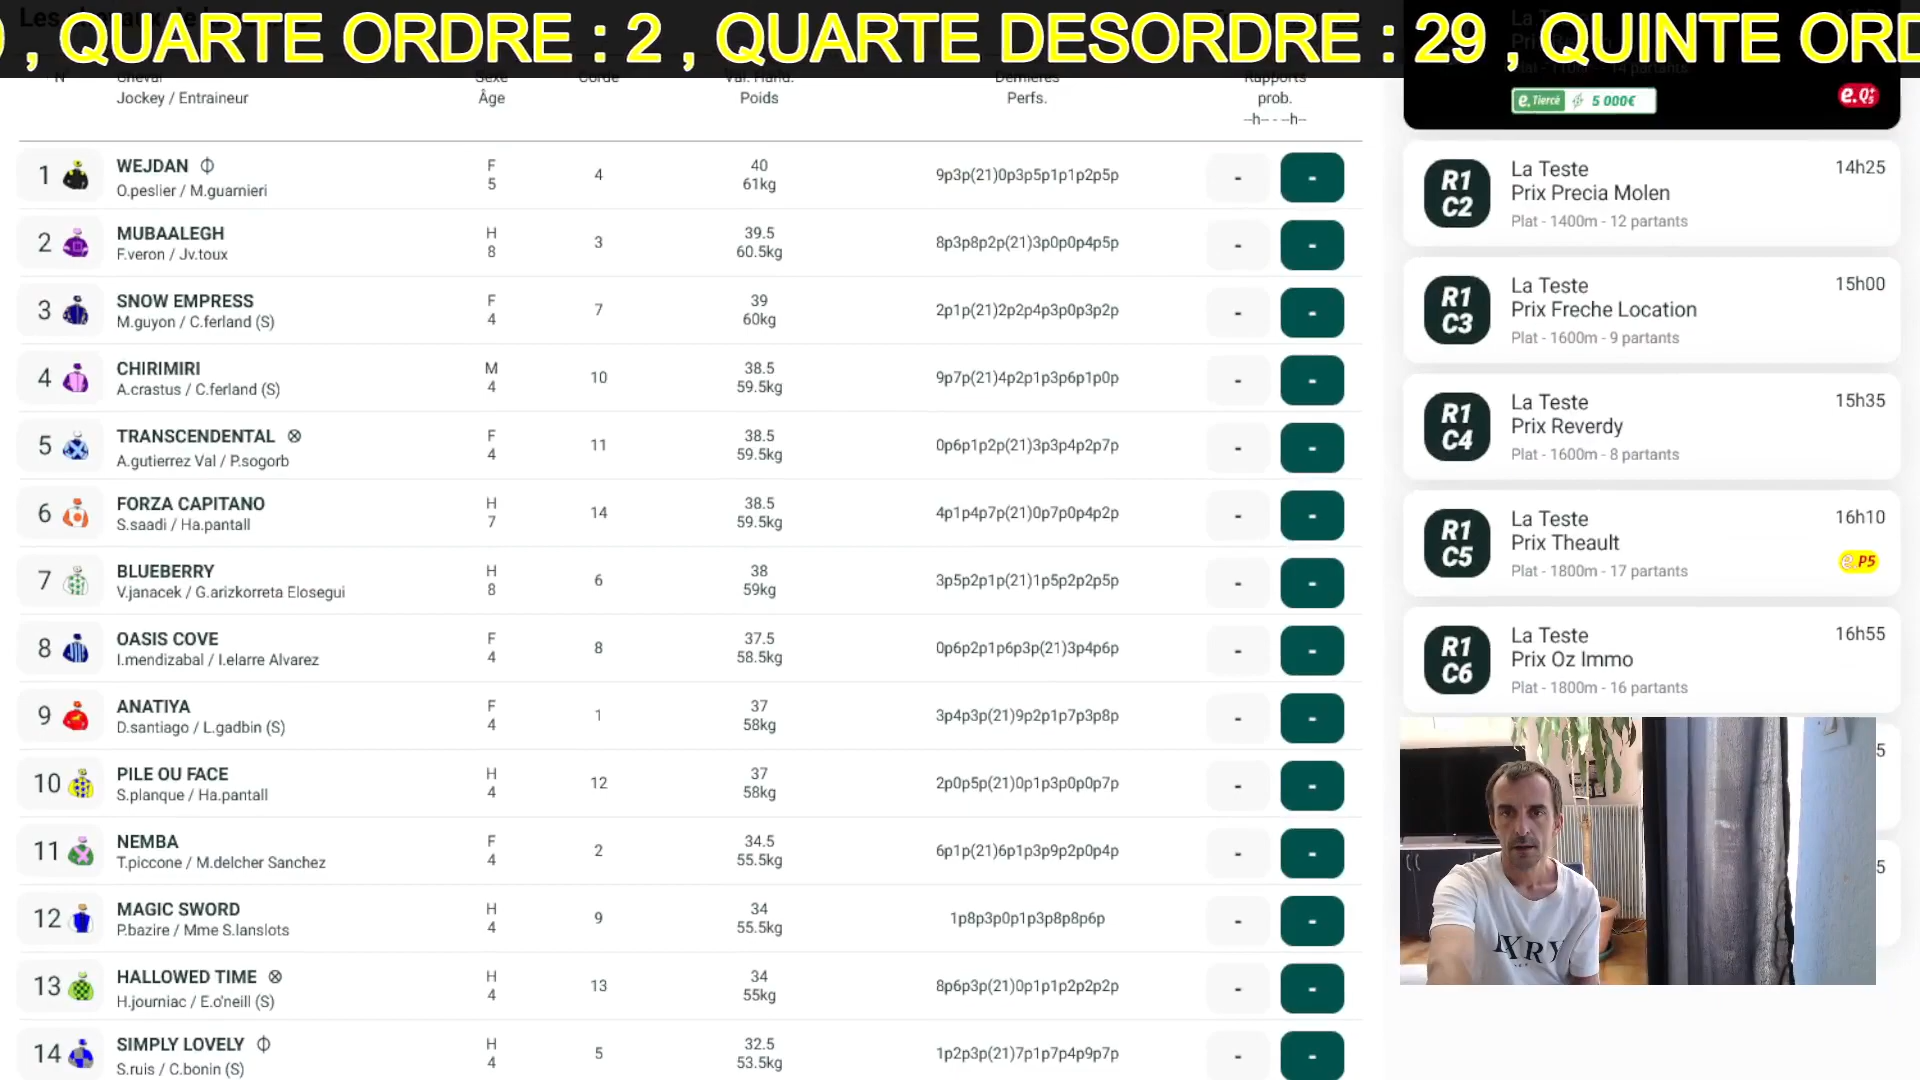 , QUARTE ORDRE : 2 , QUARTE DESORDRE : 29 , QUINTE ORD
N Cheval Sexe Corde Val. Hand. Dernières Rapports
Jockey / Entraineur Âge Poids Perfs. prob.
--h-- - --h--
1 WEJDAN F 5 4 40 61kg 9p3p(21)0p3p5p1p1p2p5p - -
O.peslier / M.guarnieri
2 MUBAALEGH H 8 3 39.5 60.5kg 8p3p8p2p(21)3p0p0p4p5p - -
F.veron / Jv.toux
3 SNOW EMPRESS F 4 7 39 60kg 2p1p(21)2p2p4p3p0p3p2p - -
M.guyon / C.ferland (S)
4 CHIRIMIRI M 4 10 38.5 59.5kg 9p7p(21)4p2p1p3p6p1p0p - -
A.crastus / C.ferland (S)
5 TRANSCENDENTAL F 4 11 38.5 59.5kg 0p6p1p2p(21)3p3p4p2p7p - -
A.gutierrez Val / P.sogorb
6 FORZA CAPITANO H 7 14 38.5 59.5kg 4p1p4p7p(21)0p7p0p4p2p - -
S.saadi / Ha.pantall
7 BLUEBERRY H 8 6 38 59kg 3p5p2p1p(21)1p5p2p2p5p - -
V.janacek / G.arizkorreta Elosegui
8 OASIS COVE F 4 8 37.5 58.5kg 0p6p2p1p6p3p(21)3p4p6p - -
I.mendizabal / I.elarre Alvarez
9 ANATIYA F 4 1 37 58kg 3p4p3p(21)9p2p1p7p3p8p - -
D.santiago / L.gadbin (S)
10 PILE OU FACE H 4 12 37 58kg 2p0p5p(21)0p1p3p0p0p7p - -
S.planque / Ha.pantall
11 NEMBA F 4 2 34.5 55.5kg 6p1p(21)6p1p3p9p2p0p4p - -
T.piccone / M.delcher Sanchez
12 MAGIC SWORD H 4 9 34 55.5kg 1p8p3p0p1p3p8p8p6p - -
P.bazire / Mme S.lanslots
13 HALLOWED TIME H 4 13 34 55kg 8p6p3p(21)0p1p1p2p2p2p - -
H.journiac / E.o'neill (S)
14 SIMPLY LOVELY H 4 5 32.5 53.5kg 1p2p3p(21)7p1p7p4p9p7p - -
S.ruis / C.bonin (S)
Plat - 1100m - 14 partants
e.Tiercé 5 000€ e.Q5
R1 C2 La Teste 14h25
Prix Precia Molen
Plat - 1400m - 12 partants
R1 C3 La Teste 15h00
Prix Freche Location
Plat - 1600m - 9 partants
R1 C4 La Teste 15h35
Prix Reverdy
Plat - 1600m - 8 partants
R1 C5 La Teste 16h10
Prix Theault e P5
Plat - 1800m - 17 partants
R1 C6 La Teste 16h55
Prix Oz Immo
Plat - 1800m - 16 partants
5
5